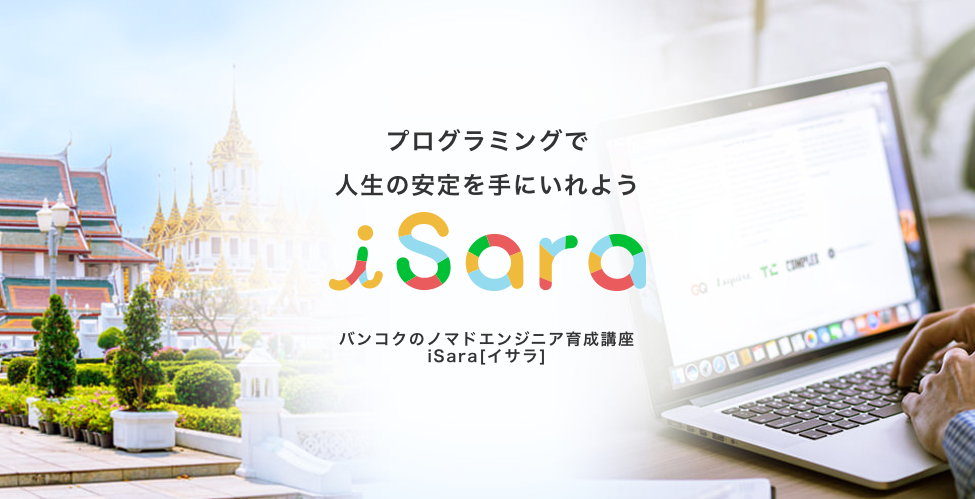 プログラミングで
人生の安定を手にいれよう
iSara
バンコクのノマドエンジニア育成講座
iSara[イサラ]
GQ Esquire TC COMPLEX